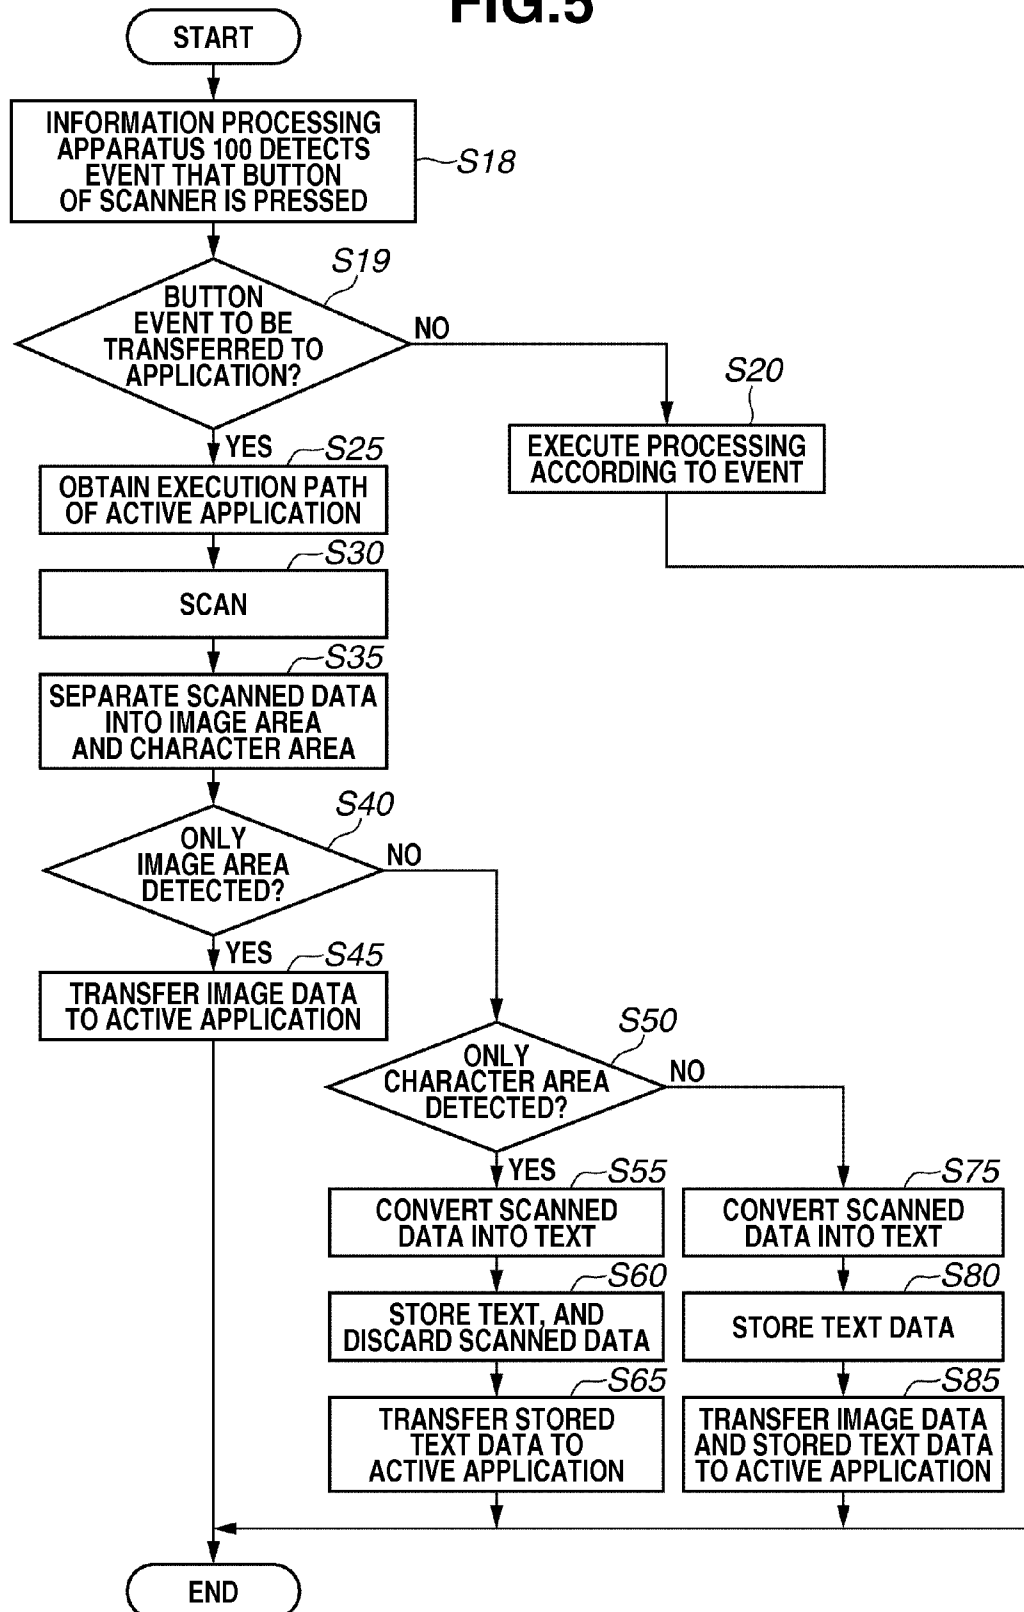 FIG.5
START
INFORMATION PROCESSING
APPARATUS 100 DETECTS
EVENT THAT BUTTON
OF SCANNER IS PRESSED
S18
S19
BUTTON
EVENT TO BE
TRANSFERRED TO
APPLICATION?
NO
S20
EXECUTE PROCESSING
ACCORDING TO EVENT
YES
S25
OBTAIN EXECUTION PATH
OF ACTIVE APPLICATION
S30
SCAN
S35
SEPARATE SCANNED DATA
INTO IMAGE AREA
AND CHARACTER AREA
S40
ONLY
IMAGE AREA
DETECTED?
NO
YES
S45
TRANSFER IMAGE DATA
TO ACTIVE APPLICATION
S50
ONLY
CHARACTER AREA
DETECTED?
NO
YES
S55
CONVERT SCANNED
DATA INTO TEXT
S60
STORE TEXT, AND
DISCARD SCANNED DATA
S65
TRANSFER STORED
TEXT DATA TO
ACTIVE APPLICATION
S75
CONVERT SCANNED
DATA INTO TEXT
S80
STORE TEXT DATA
S85
TRANSFER IMAGE DATA
AND STORED TEXT DATA
TO ACTIVE APPLICATION
END